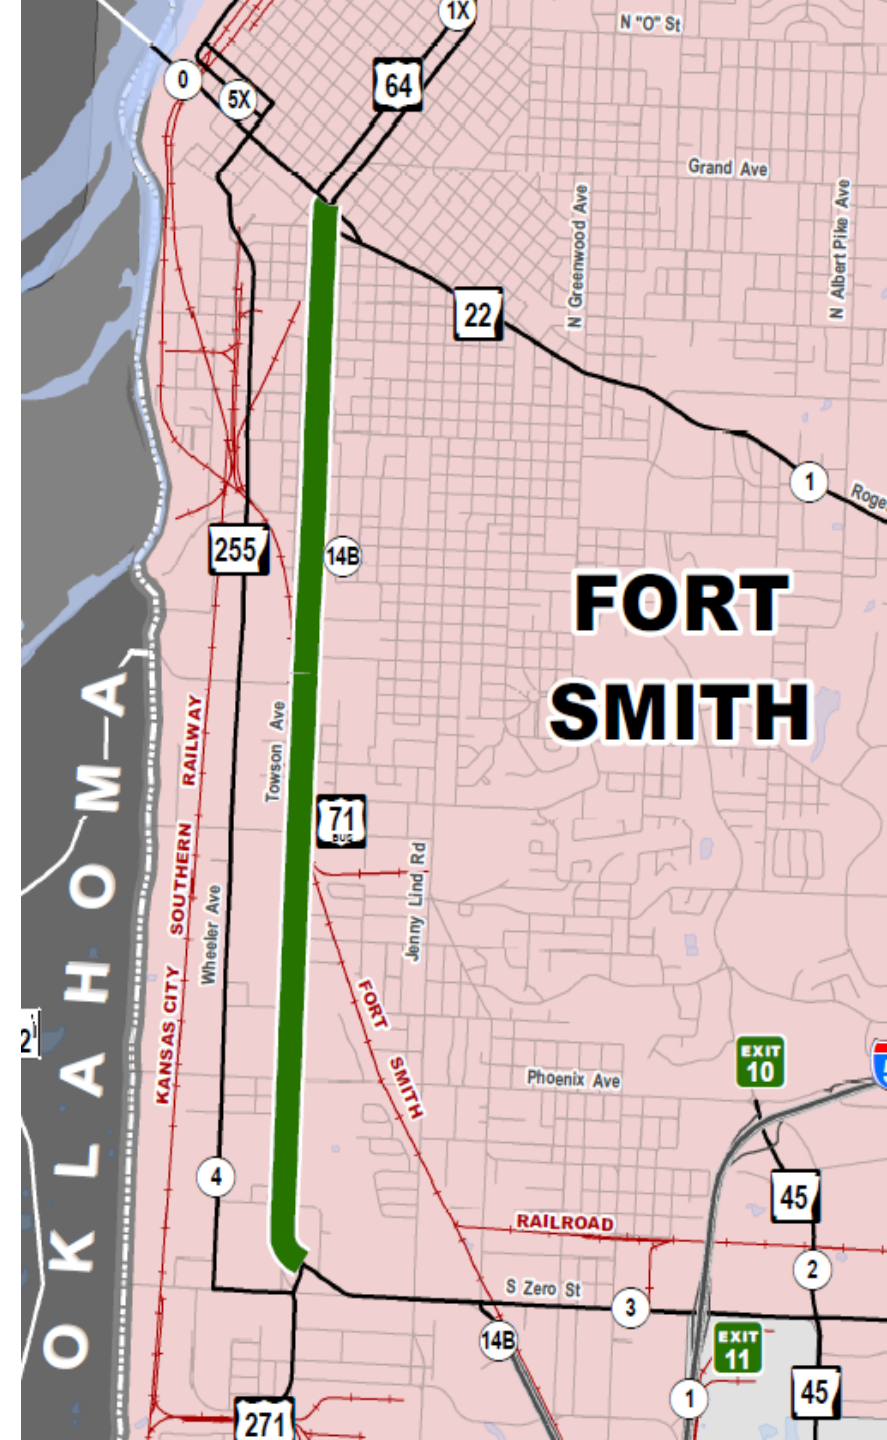 1X
N "O" St
0
5X
64
Grand Ave
N Greenwood Ave
N Albert Pike Ave
22
1
255
14B
FORT
SMITH
Towson Ave
71
BUS
Jenny Lind Rd
Wheeler Ave
KANSAS CITY SOUTHERN RAILWAY
OKLAHOMA
FORT SMITH
RAILROAD
EXIT
10
Phoenix Ave
4
45
2
S Zero St
3
14B
EXIT
11
1
45
271